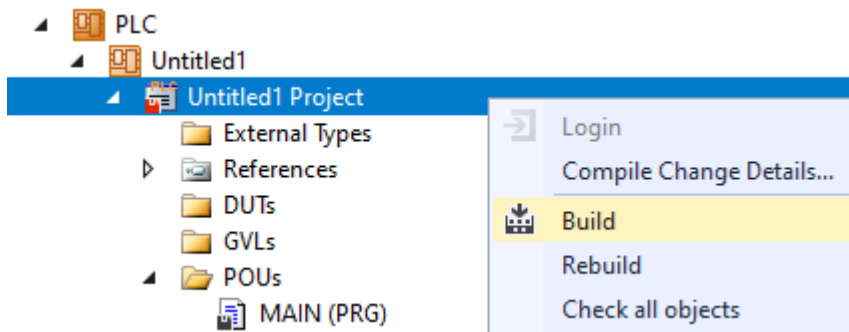 PLC
Untitled1
Untitled1 Project
External Types
References
DUTs
GVLs
POUs
MAIN (PRG)
Login
Compile Change Details...
Build
Rebuild
Check all objects